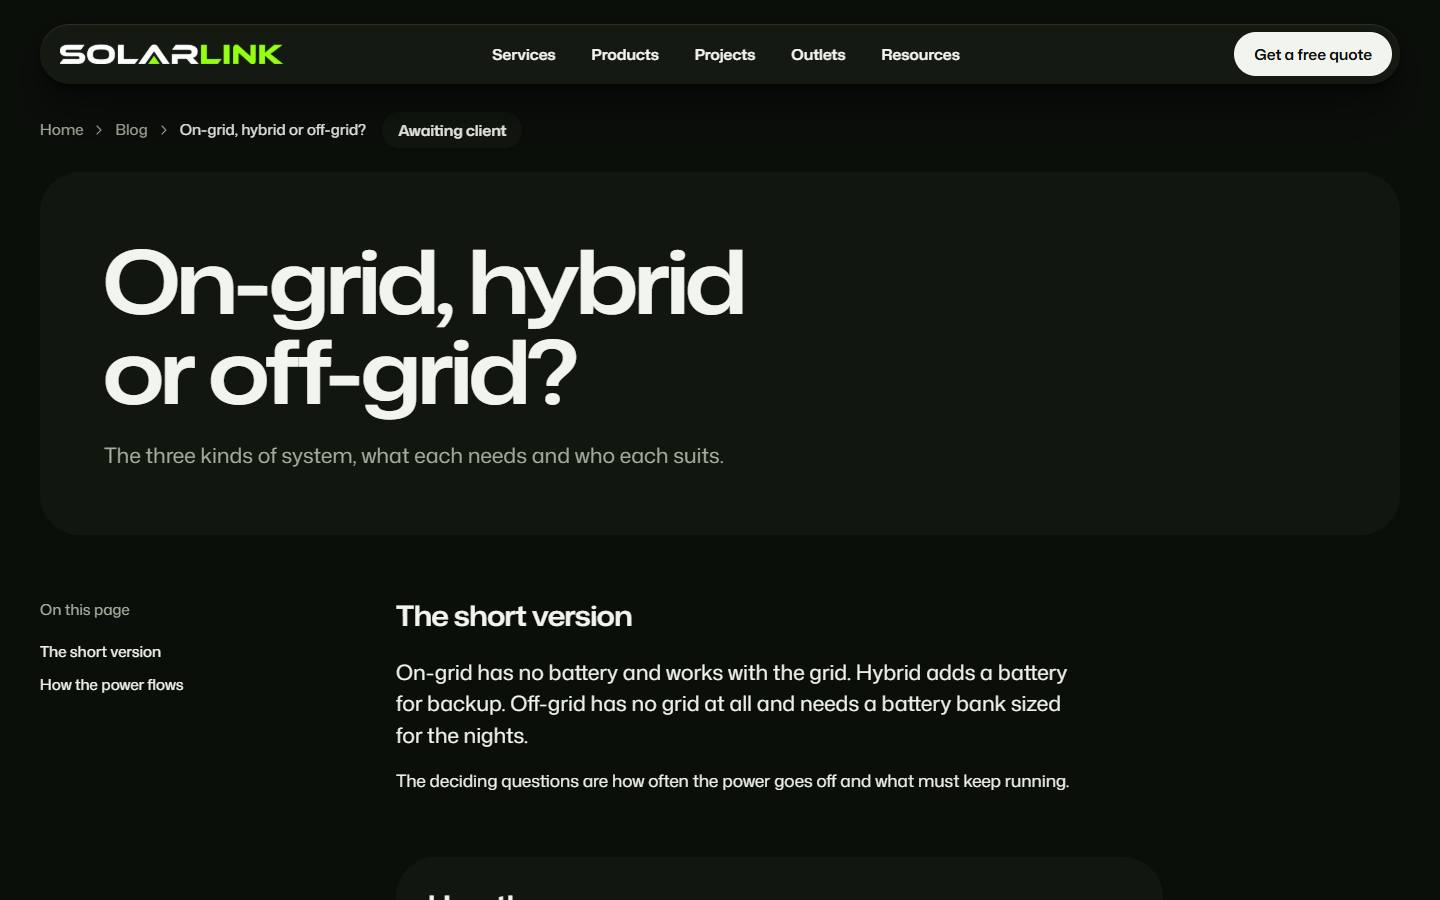 SOLARLINK
Services
Products
Projects
Outlets
Resources
Get a free quote
Home
Blog
On-grid, hybrid or off-grid?
Awaiting client
On-grid, hybrid
or off-grid?
The three kinds of system, what each needs and who each suits.
On this page
The short version
How the power flows
The short version
On-grid has no battery and works with the grid. Hybrid adds a battery
for backup. Off-grid has no grid at all and needs a battery bank sized
for the nights.
The deciding questions are how often the power goes off and what must keep running.